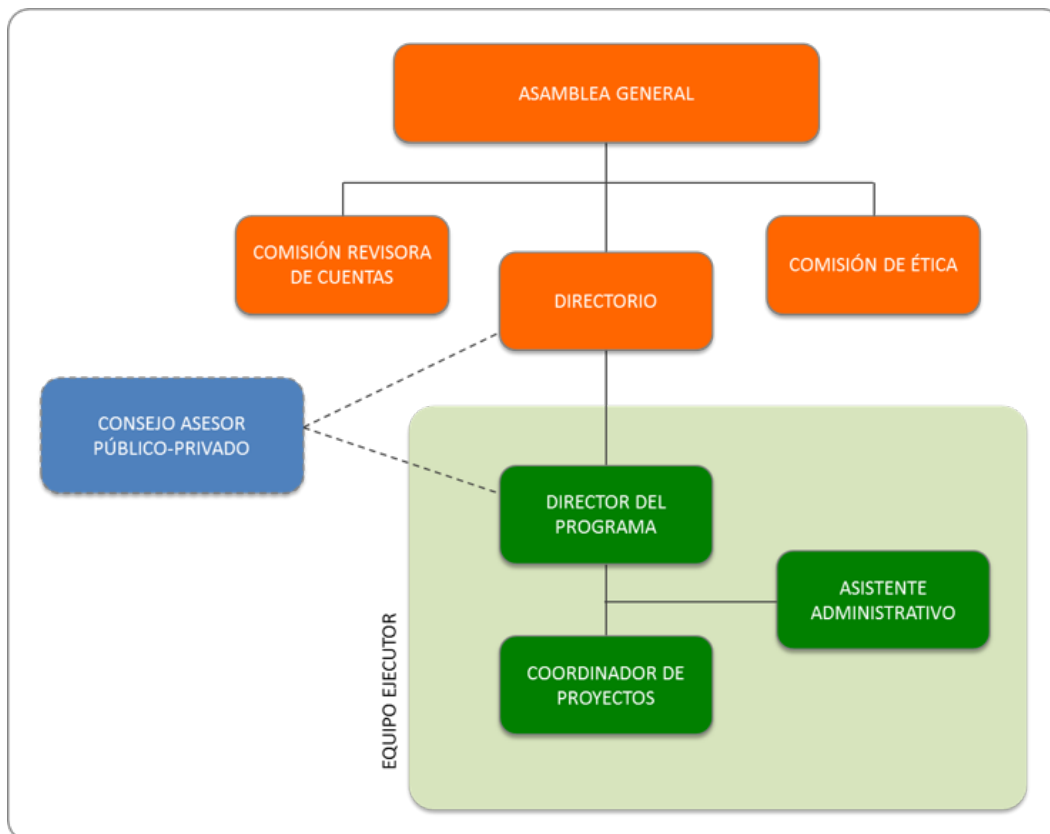 ASAMBLEA GENERAL
COMISIÓN REVISORA
DE CUENTAS
COMISIÓN DE ÉTICA
DIRECTORIO
CONSEJO ASESOR
PÚBLICO-PRIVADO
DIRECTOR DEL
PROGRAMA
ASISTENTE
ADMINISTRATIVO
COORDINADOR DE
PROYECTOS
EQUIPO EJECUTOR